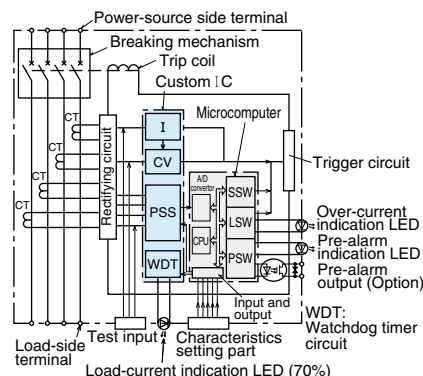 Power-source side terminal
Breaking mechanism
Trip coil
Custom IC
Microcomputer
CT
CT
CT
CT
Rectifying circuit
I
CV
PSS
WDT
A/D
convertor
CPU
SSW
LSW
PSW
Trigger circuit
Over-current
indication LED
Pre-alarm
indication LED
Pre-alarm
output (Option)
Input and
output
WDT:
Watchdog timer
circuit
Load-side
terminal
Test input
Characteristics
setting part
Load-current indication LED (70%)